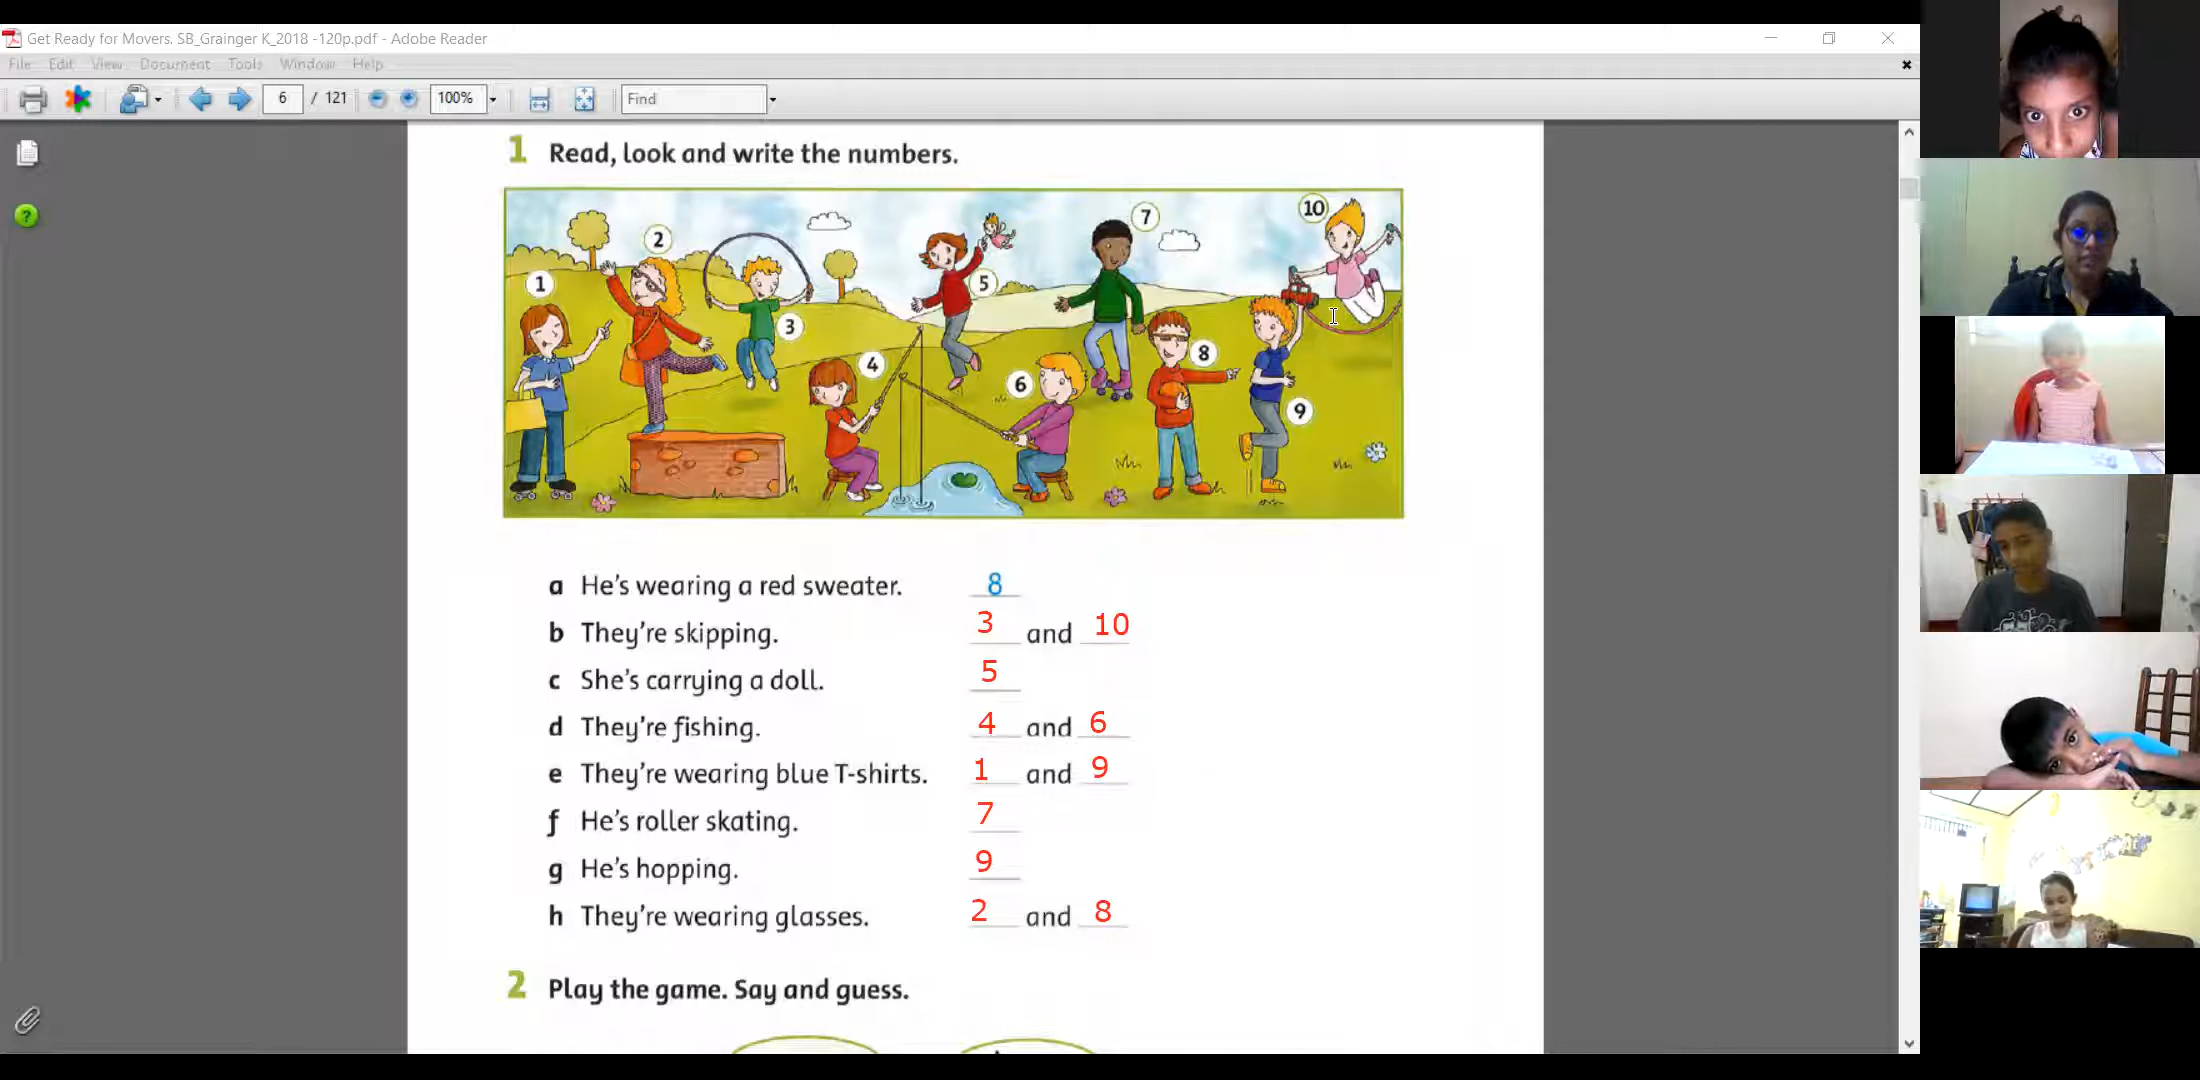 Get Ready for Movers. SB_Grainger K_2018 -120p.pdf - Adobe Reader
File Edit View Document Tools Window Help
6 / 121 100% Find
1 Read, look and write the numbers.
1
2
3
4
5
6
7
8
9
10
a He's wearing a red sweater. 8
b They're skipping. 3 and 10
c She's carrying a doll. 5
d They're fishing. 4 and 6
e They're wearing blue T-shirts. 1 and 9
f He's roller skating. 7
g He's hopping. 9
h They're wearing glasses. 2 and 8
2 Play the game. Say and guess.